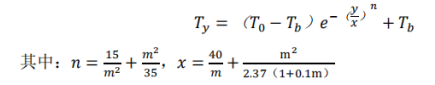 T_y = （T_0 − T_b）e^{−(y/x)^n} + T_b
其中：n = 15/m² + m²/35， x = 40/m + m²/2.37（1+0.1m）